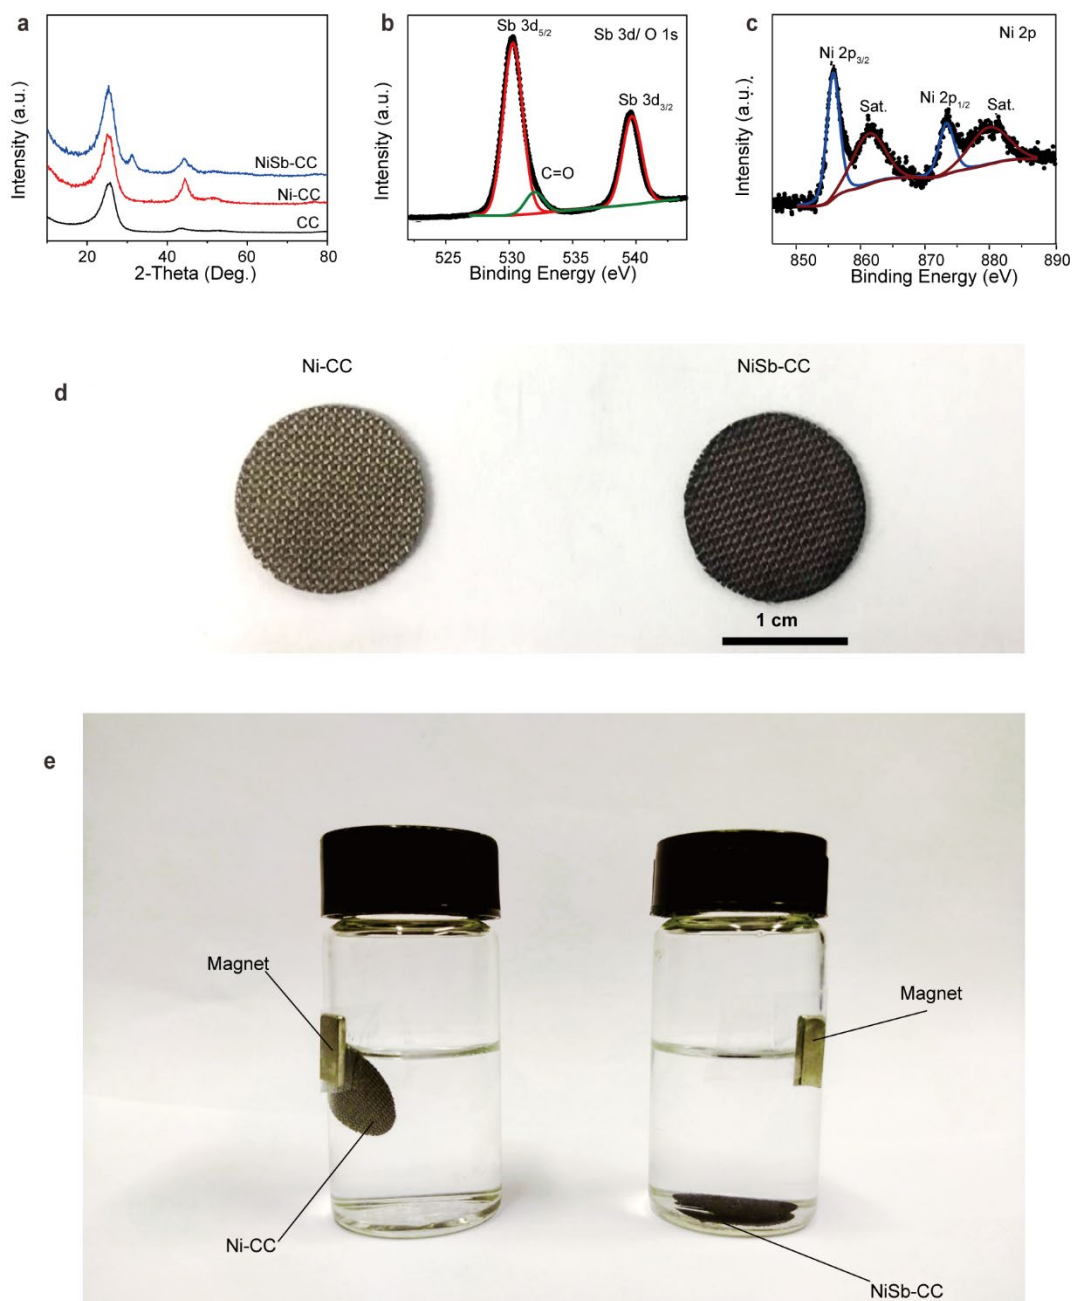 a
Intensity (a.u.)
NiSb-CC
Ni-CC
CC
20 40 60 80
2-Theta (Deg.)
b
Intensity (a.u.)
Sb 3d5/2
Sb 3d/ O 1s
Sb 3d3/2
C=O
525 530 535 540
Binding Energy (eV)
c
Intensity (a.u.)
Ni 2p
Ni 2p3/2
Sat.
Ni 2p1/2
Sat.
850 860 870 880 890
Binding Energy (eV)
d
Ni-CC
NiSb-CC
1 cm
e
Magnet
Magnet
Ni-CC
NiSb-CC